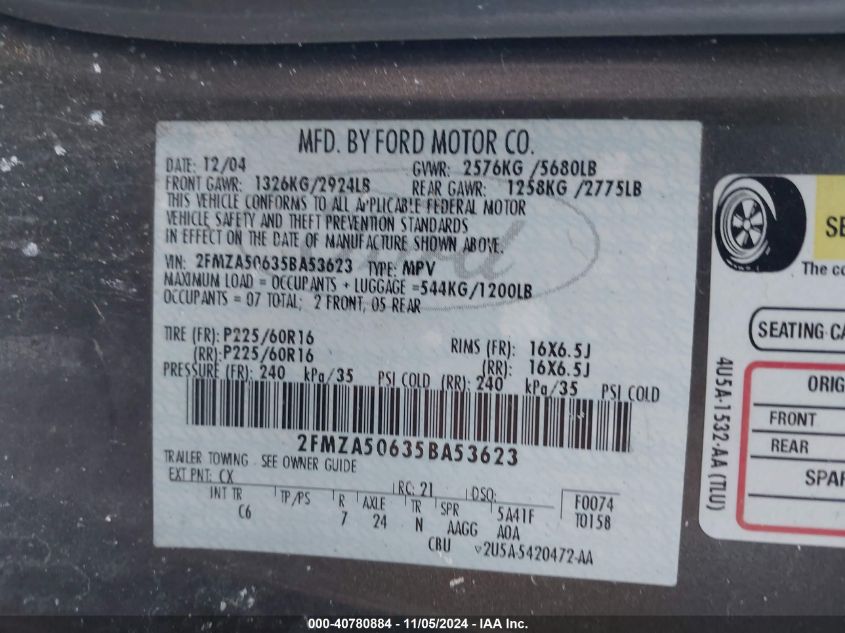 MFD. BY FORD MOTOR CO.
DATE: 12/04 GVWR: 2576KG /5680LB
FRONT GAWR: 1326KG/2924LB REAR GAWR: 1258KG /2775LB
THIS VEHICLE CONFORMS TO ALL APPLICABLE FEDERAL MOTOR
VEHICLE SAFETY AND THEFT PREVENTION STANDARDS
IN EFFECT ON THE DATE OF MANUFACTURE SHOWN ABOVE.
VIN: 2FMZA50635BA53623 TYPE: MPV
MAXIMUM LOAD = OCCUPANTS + LUGGAGE =544KG/1200LB
OCCUPANTS = 07 TOTAL; 2 FRONT, 05 REAR
TIRE (FR): P225/60R16 RIMS (FR): 16X6.5J
(RR): P225/60R16 (RR): 16X6.5J
PRESSURE (FR): 240 kPa/35 PSI COLD (RR): 240 kPa/35 PSI COLD
2FMZA50635BA53623
TRAILER TOWING - SEE OWNER GUIDE
EXT PNT: CX RC: 21 DSO:
INT TR TP/PS R AXLE TR SPR 5A41F F0074
C6 7 24 N AAGG AOA T0158
CBU ▽2U5A-5420472-AA
Ford
SE
The co
SEATING CA
ORIG
FRONT
REAR
SPAR
4U5A-1532-AA (TLU)
000-40780884 - 11/05/2024 - IAA Inc.